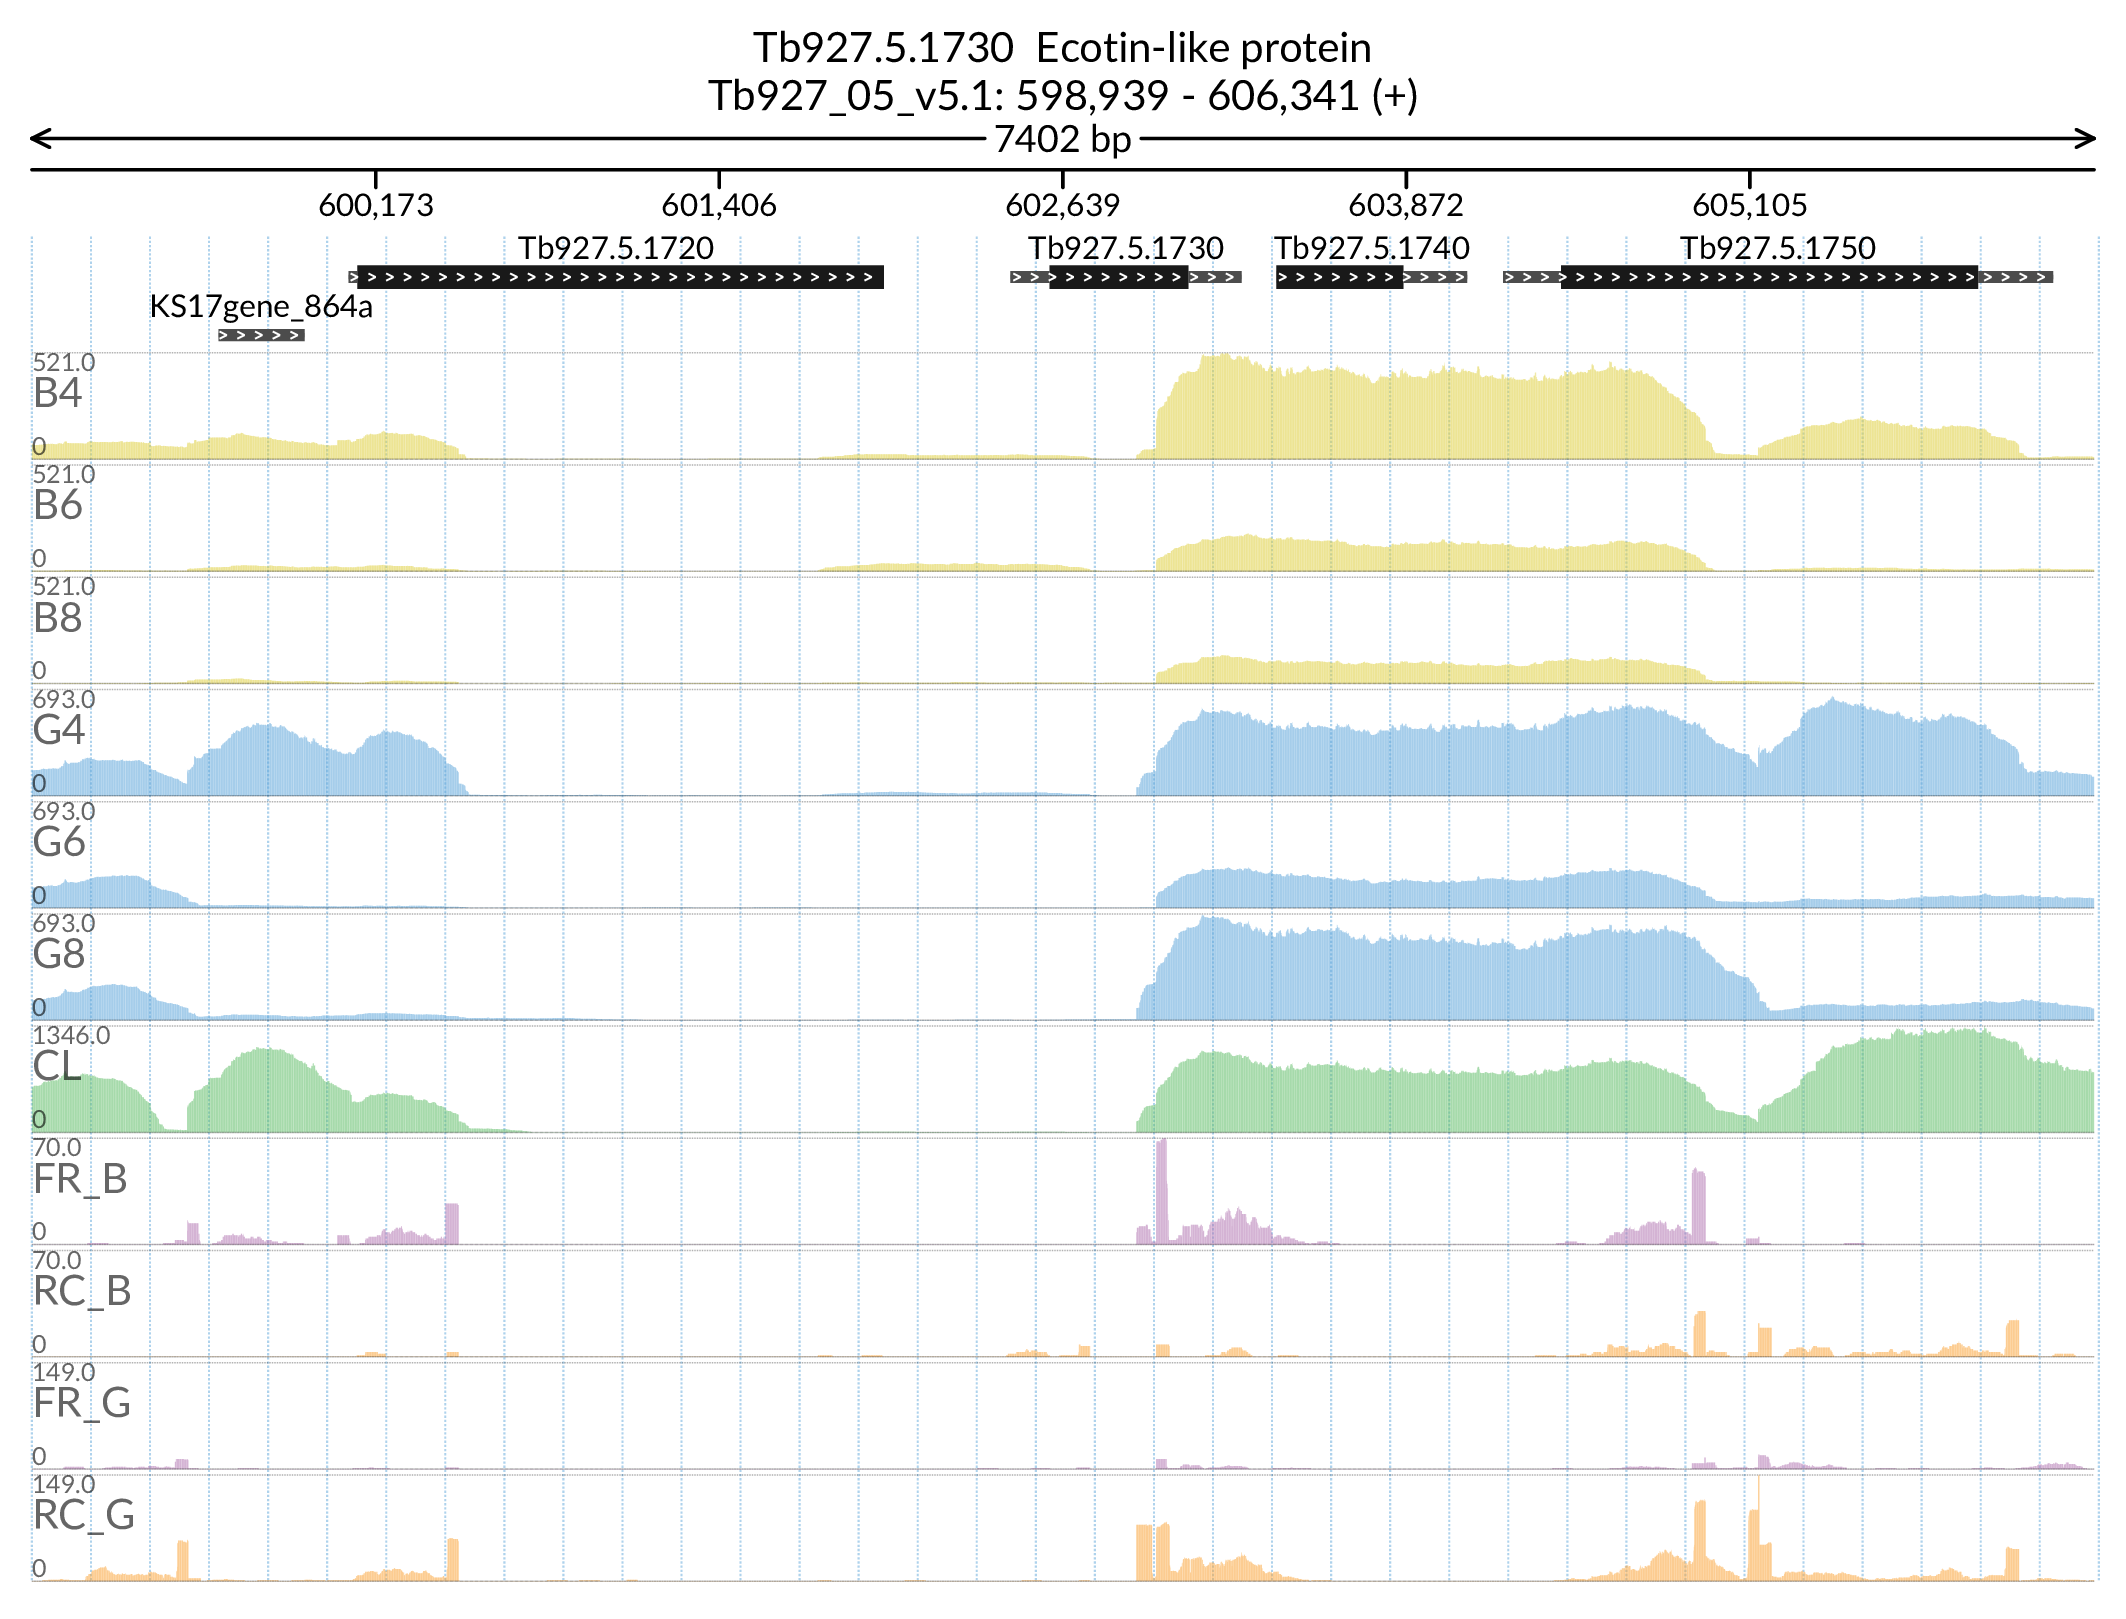 Tb927.5.1730 Ecotin-like protein
Tb927_05_v5.1: 598,939 - 606,341 (+)
7402 bp
600,173 601,406 602,639 603,872 605,105
Tb927.5.1720 Tb927.5.1730 Tb927.5.1740 Tb927.5.1750
KS17gene_864a
521.0
B4
0
521.0
B6
0
521.0
B8
0
693.0
G4
0
693.0
G6
0
693.0
G8
0
1346.0
CL
0
70.0
FR_B
0
70.0
RC_B
0
149.0
FR_G
0
149.0
RC_G
0